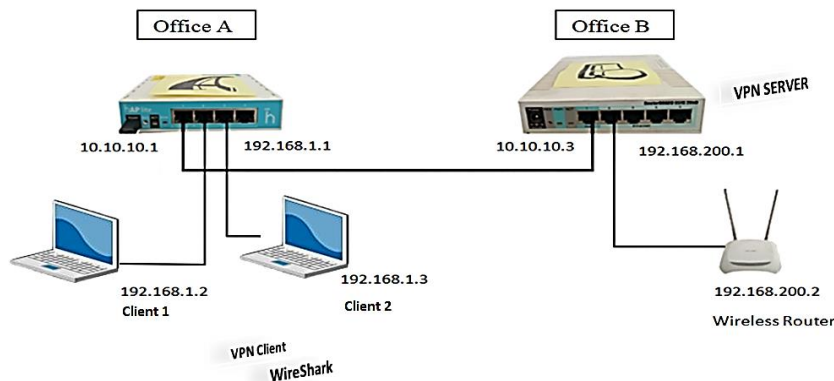 Office A
Office B
VPN SERVER
10.10.10.1
192.168.1.1
10.10.10.3
192.168.200.1
192.168.1.2
Client 1
192.168.1.3
Client 2
192.168.200.2
Wireless Router
VPN Client
WireShark